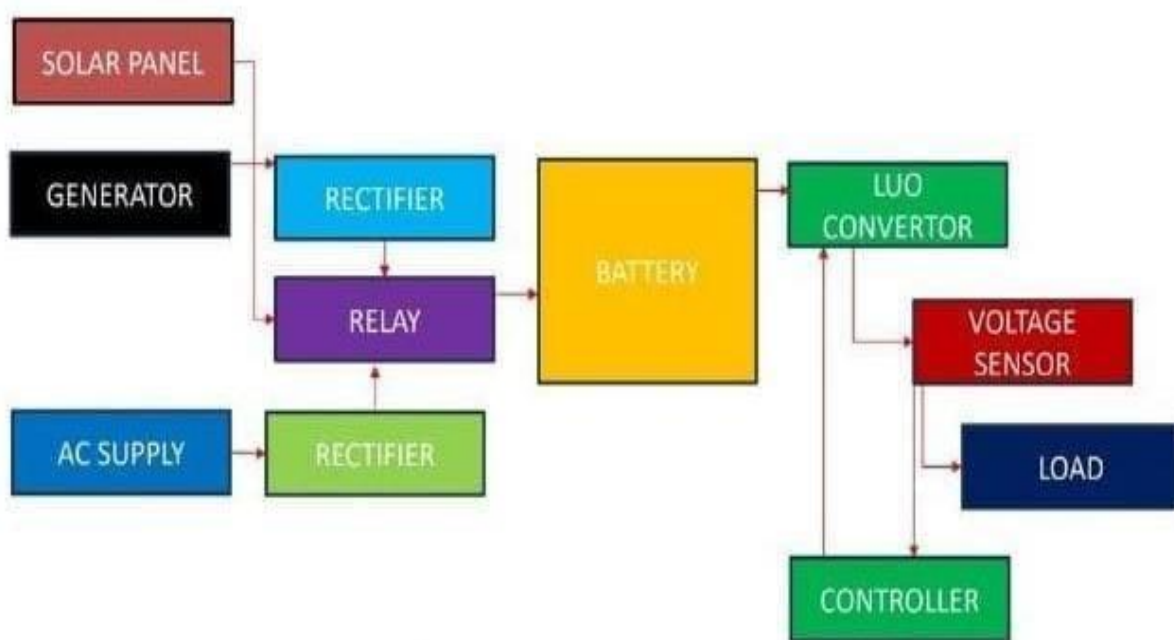 SOLAR PANEL
GENERATOR
RECTIFIER
RELAY
AC SUPPLY
RECTIFIER
BATTERY
LUO
CONVERTOR
VOLTAGE
SENSOR
LOAD
CONTROLLER